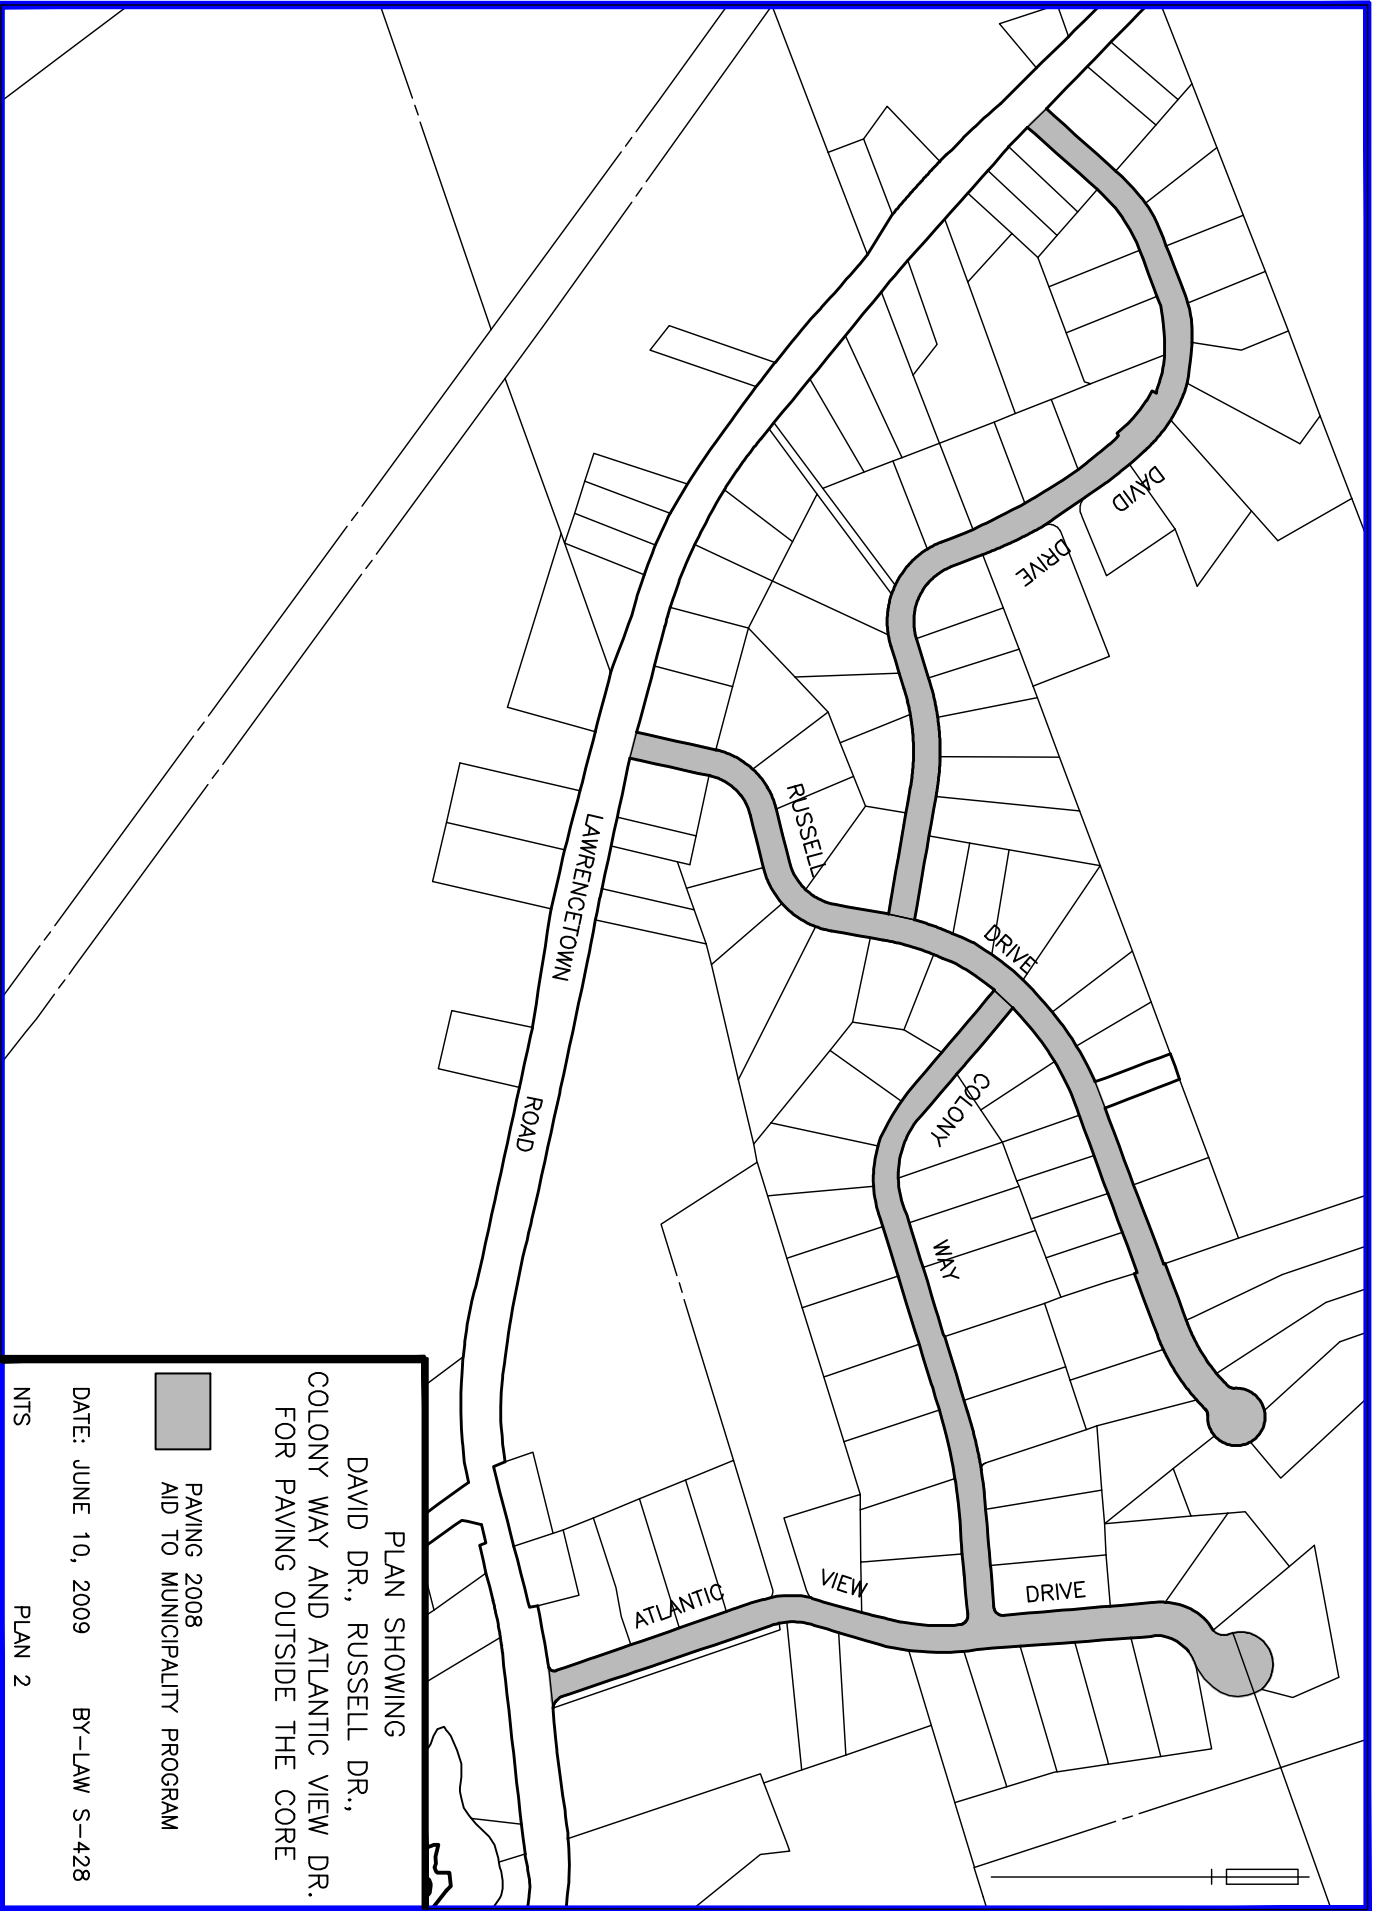 DAVID
DRIVE
RUSSELL
DRIVE
LAWRENCETOWN
ROAD
COLONY
WAY
ATLANTIC
VIEW
DRIVE
PLAN SHOWING
DAVID DR., RUSSELL DR.,
COLONY WAY AND ATLANTIC VIEW DR.
FOR PAVING OUTSIDE THE CORE
PAVING 2008
AID TO MUNICIPALITY PROGRAM
DATE: JUNE 10, 2009 BY-LAW S-428
NTS PLAN 2